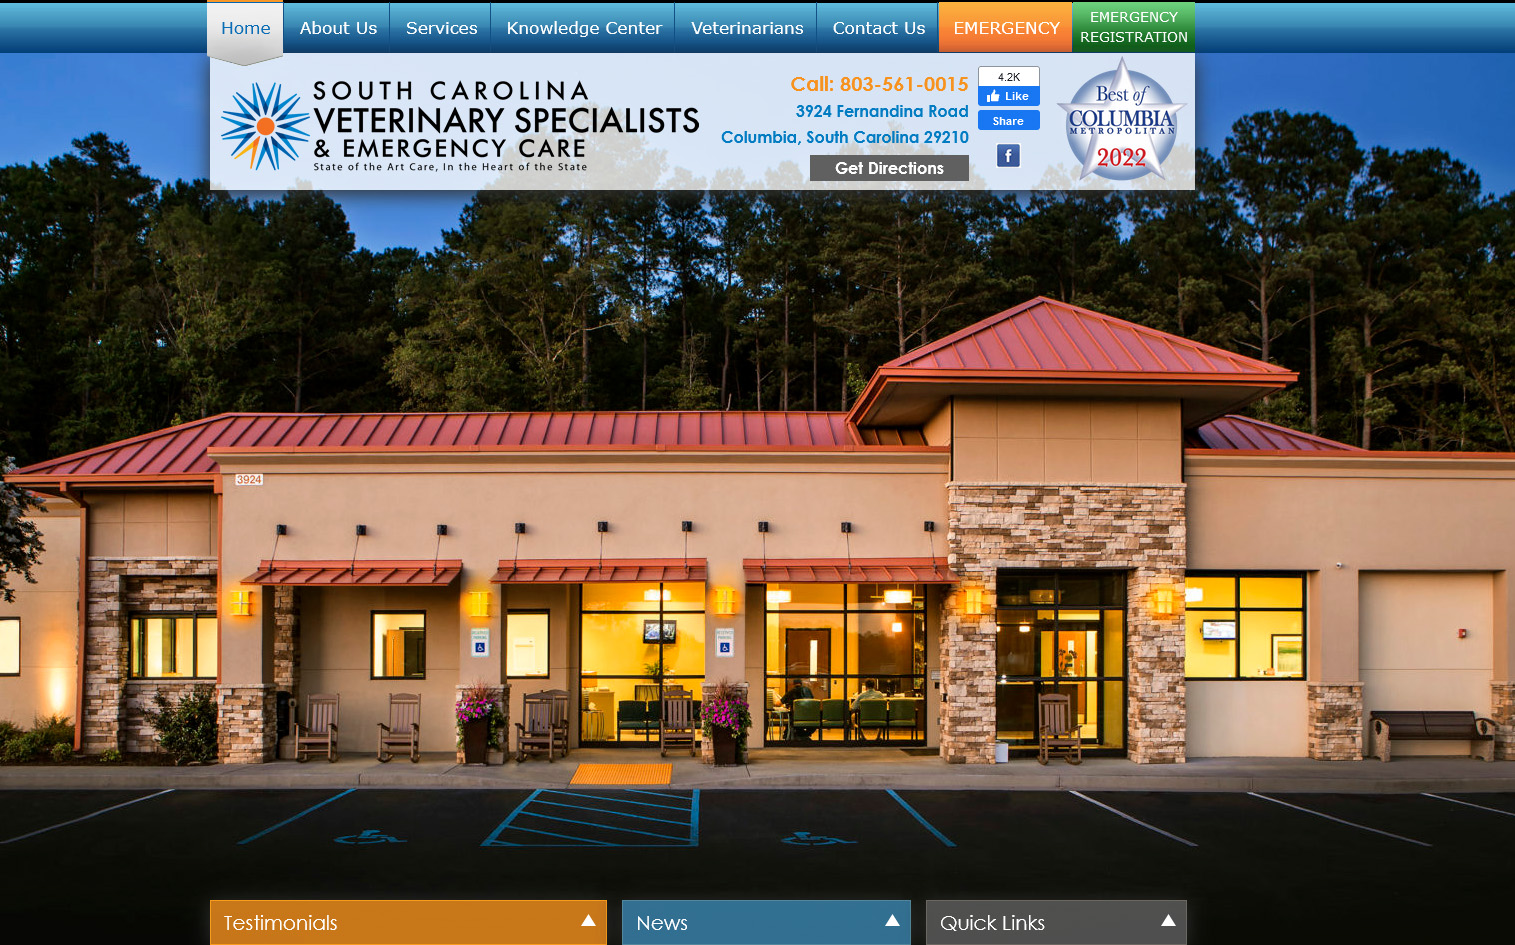 Home
About Us
Services
Knowledge Center
Veterinarians
Contact Us
EMERGENCY
EMERGENCY
REGISTRATION
SOUTH CAROLINA
VETERINARY SPECIALISTS
& EMERGENCY CARE
State of the Art Care, In the Heart of the State
Call: 803-561-0015
3924 Fernandina Road
Columbia, South Carolina 29210
Get Directions
4.2K
Like
Share
f
Best of
COLUMBIA
METROPOLITAN
2022
3924
Testimonials
News
Quick Links